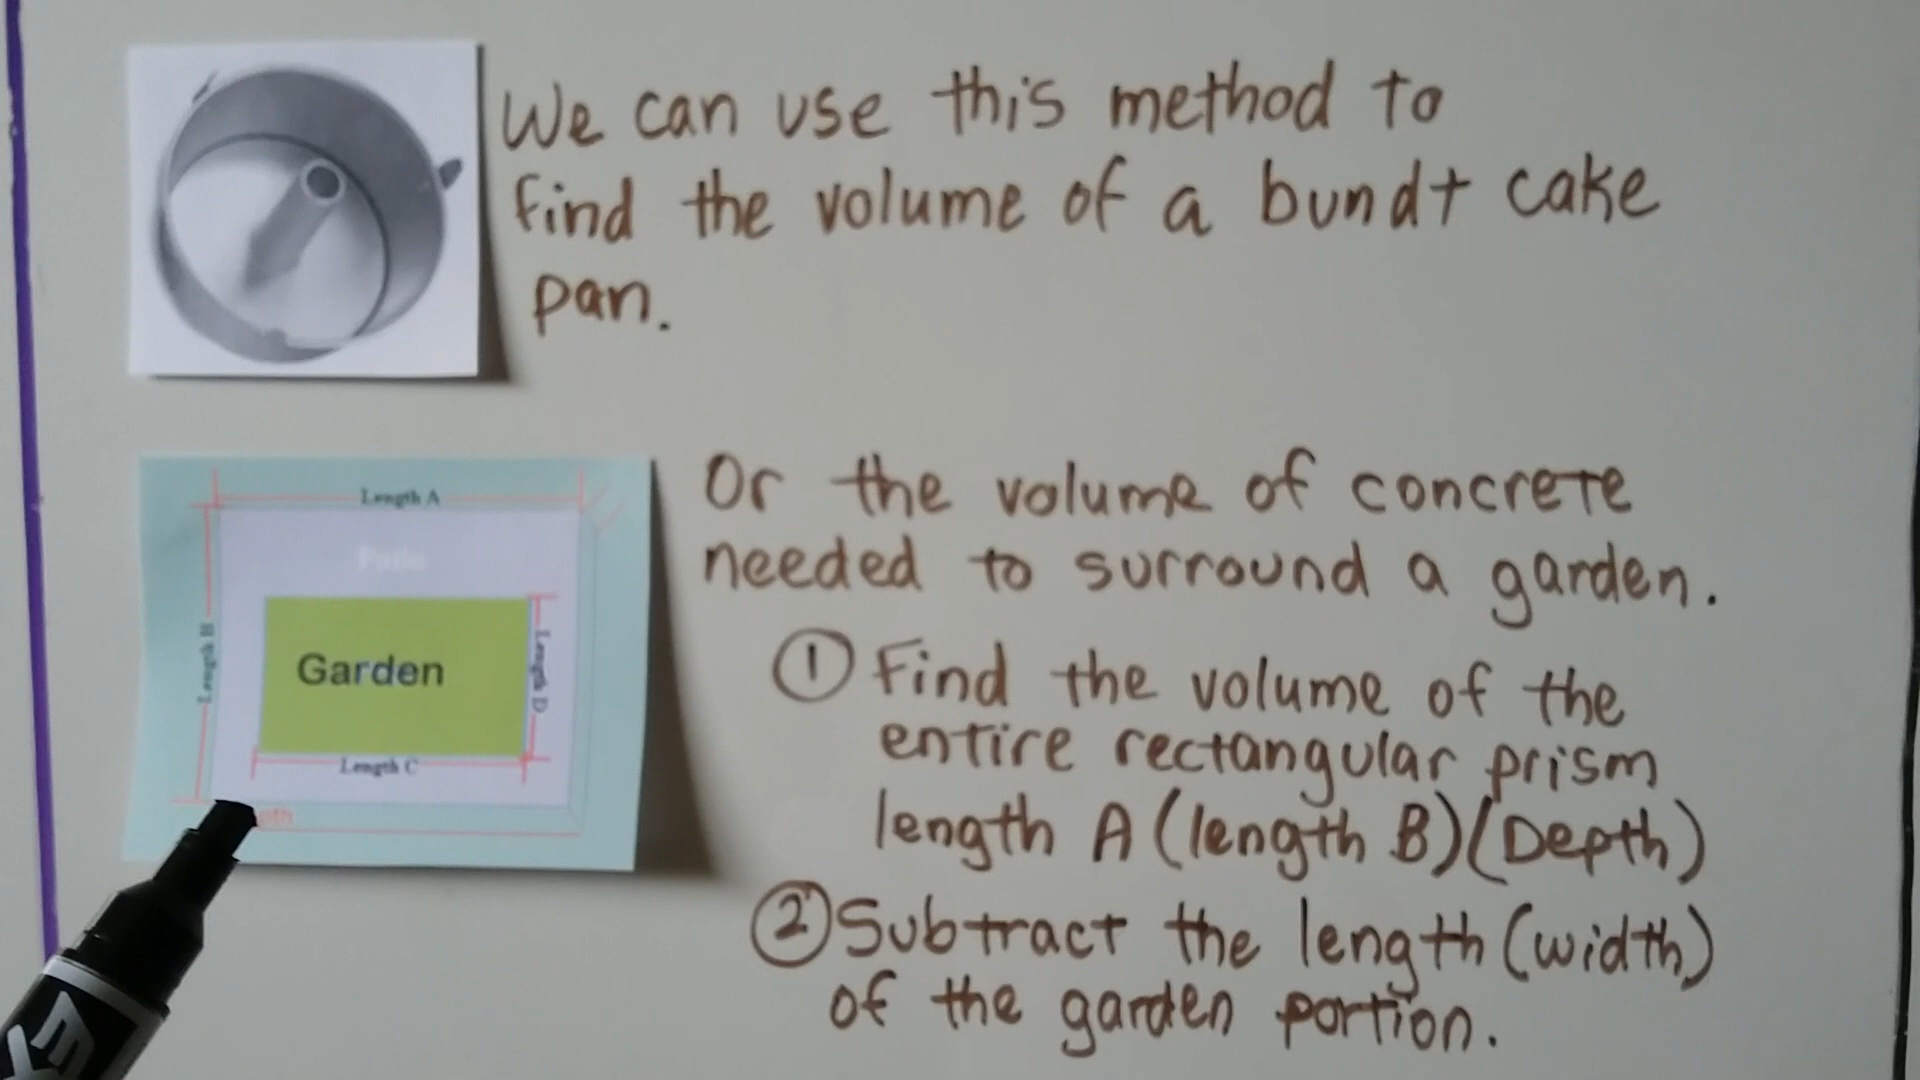 We can use this method to
find the volume of a bundt cake
pan.
Length A
Patio
Length B
Garden
Length D
Length C
Or the volume of concrete
needed to surround a garden.
① Find the volume of the
entire rectangular prism
length A (length B)(Depth)
② Subtract the length (width)
of the garden portion.